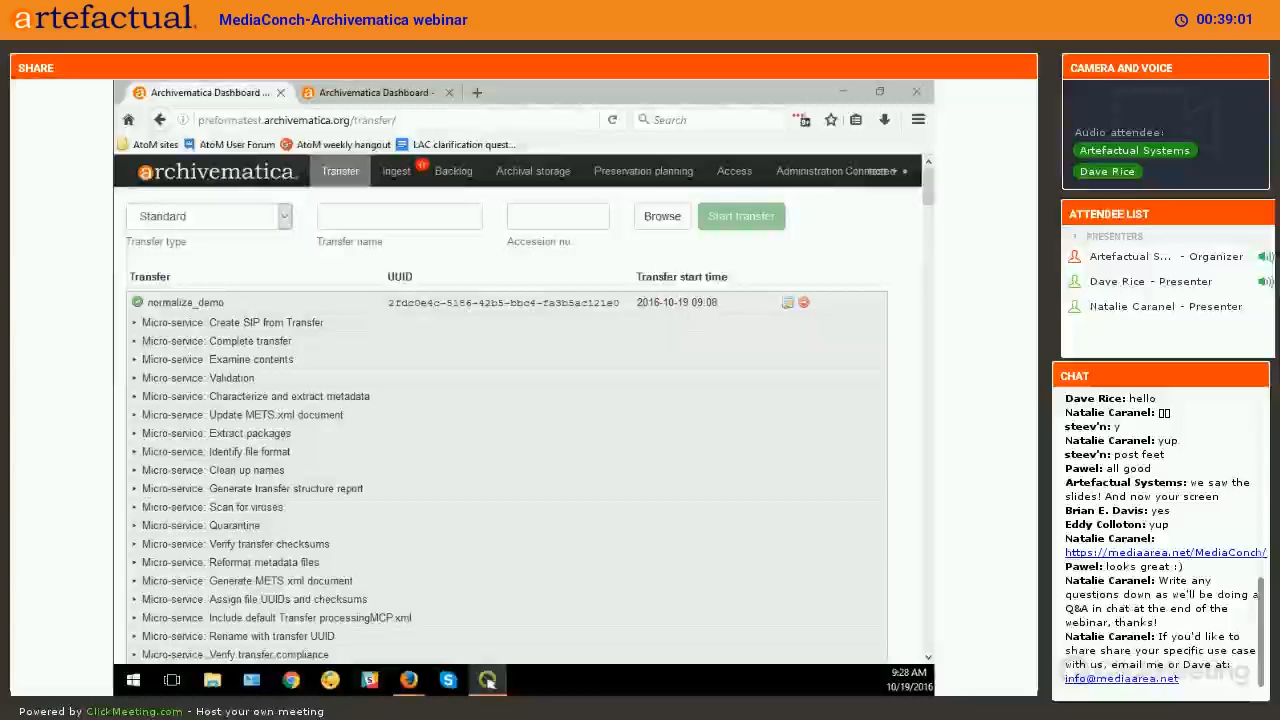 artefactual.
MediaConch-Archivematica webinar
00:39:01
SHARE
Archivematica Dashboard ...
Archivematica Dashboard -
preformatest.archivematica.org/transfer/
Search
AtoM sites
AtoM User Forum
AtoM weekly hangout
LAC clarification quest...
archivematica.
Transfer
Ingest
Backlog
Archival storage
Preservation planning
Access
Administration
Standard
Browse
Start transfer
Transfer type
Transfer name
Accession no.
Transfer
UUID
Transfer start time
normalize_demo
2016-10-19 09:08
Micro-service: Create SIP from Transfer
Micro-service: Complete transfer
Micro-service: Examine contents
Micro-service: Validation
Micro-service: Characterize and extract metadata
Micro-service: Update METS.xml document
Micro-service: Extract packages
Micro-service: Identify file format
Micro-service: Clean up names
Micro-service: Generate transfer structure report
Micro-service: Scan for viruses
Micro-service: Quarantine
Micro-service: Verify transfer checksums
Micro-service: Reformat metadata files
Micro-service: Generate METS.xml document
Micro-service: Assign file UUIDs and checksums
Micro-service: Include default Transfer processingMCP.xml
Micro-service: Rename with transfer UUID
Micro-service: Verify transfer compliance
9:28 AM
10/19/2016
CAMERA AND VOICE
Audio attendee:
Artefactual Systems
Dave Rice
ATTENDEE LIST
PRESENTERS
Artefactual S... - Organizer
Dave Rice - Presenter
Natalie Caranel - Presenter
CHAT
Dave Rice: hello
Natalie Caranel:
steev'n: y
Natalie Caranel: yup
steev'n: post feet
Pawel: all good
Artefactual Systems: we saw the
slides! And now your screen
Brian E. Davis: yes
Eddy Colloton: yup
Natalie Caranel:
https://mediaarea.net/MediaConch/
Pawel: looks great :)
Natalie Caranel: Write any
questions down as we'll be doing a
Q&A in chat at the end of the
webinar, thanks!
Natalie Caranel: If you'd like to
share share your specific use case
with us, email me or Dave at:
info@mediaarea.net
Powered by ClickMeeting.com - Host your own meeting